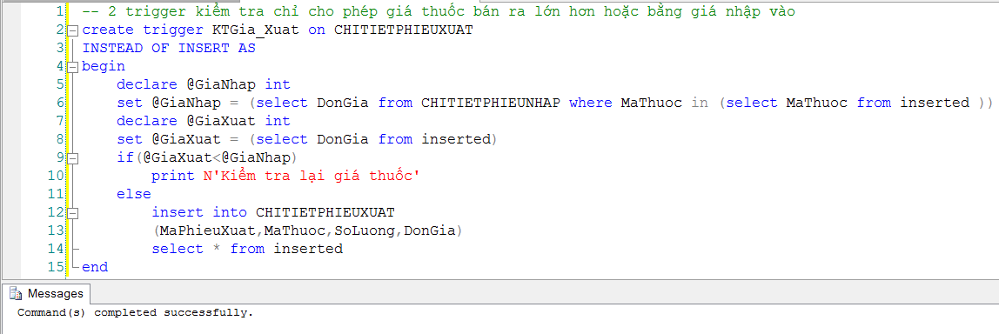 1 -- 2 trigger kiểm tra chỉ cho phép giá thuốc bán ra lớn hơn hoặc bằng giá nhập vào
2 create trigger KTGia_Xuat on CHITIETPHIEUXUAT
3 INSTEAD OF INSERT AS
4 begin
5 declare @GiaNhap int
6 set @GiaNhap = (select DonGia from CHITIETPHIEUNHAP where MaThuoc in (select MaThuoc from inserted ))
7 declare @GiaXuat int
8 set @GiaXuat = (select DonGia from inserted)
9 if(@GiaXuat<@GiaNhap)
10 print N'Kiểm tra lại giá thuốc'
11 else
12 insert into CHITIETPHIEUXUAT
13 (MaPhieuXuat,MaThuoc,SoLuong,DonGia)
14 select * from inserted
15 end
Messages
Command(s) completed successfully.